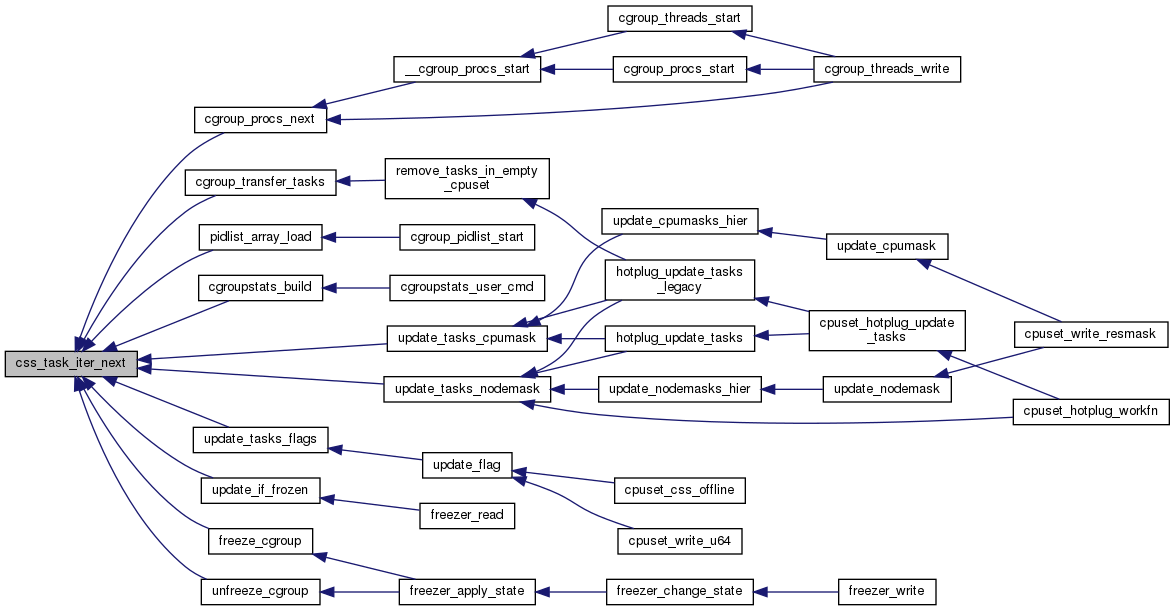 cgroup_threads_start
__cgroup_procs_start
cgroup_procs_start
cgroup_threads_write
cgroup_procs_next
remove_tasks_in_empty
_cpuset
cgroup_transfer_tasks
update_cpumasks_hier
pidlist_array_load
cgroup_pidlist_start
update_cpumask
hotplug_update_tasks
_legacy
cgroupstats_build
cgroupstats_user_cmd
cpuset_hotplug_update
_tasks
cpuset_write_resmask
update_tasks_cpumask
hotplug_update_tasks
css_task_iter_next
update_tasks_nodemask
update_nodemasks_hier
update_nodemask
cpuset_hotplug_workfn
update_tasks_flags
update_flag
update_if_frozen
cpuset_css_offline
freezer_read
freeze_cgroup
cpuset_write_u64
unfreeze_cgroup
freezer_apply_state
freezer_change_state
freezer_write